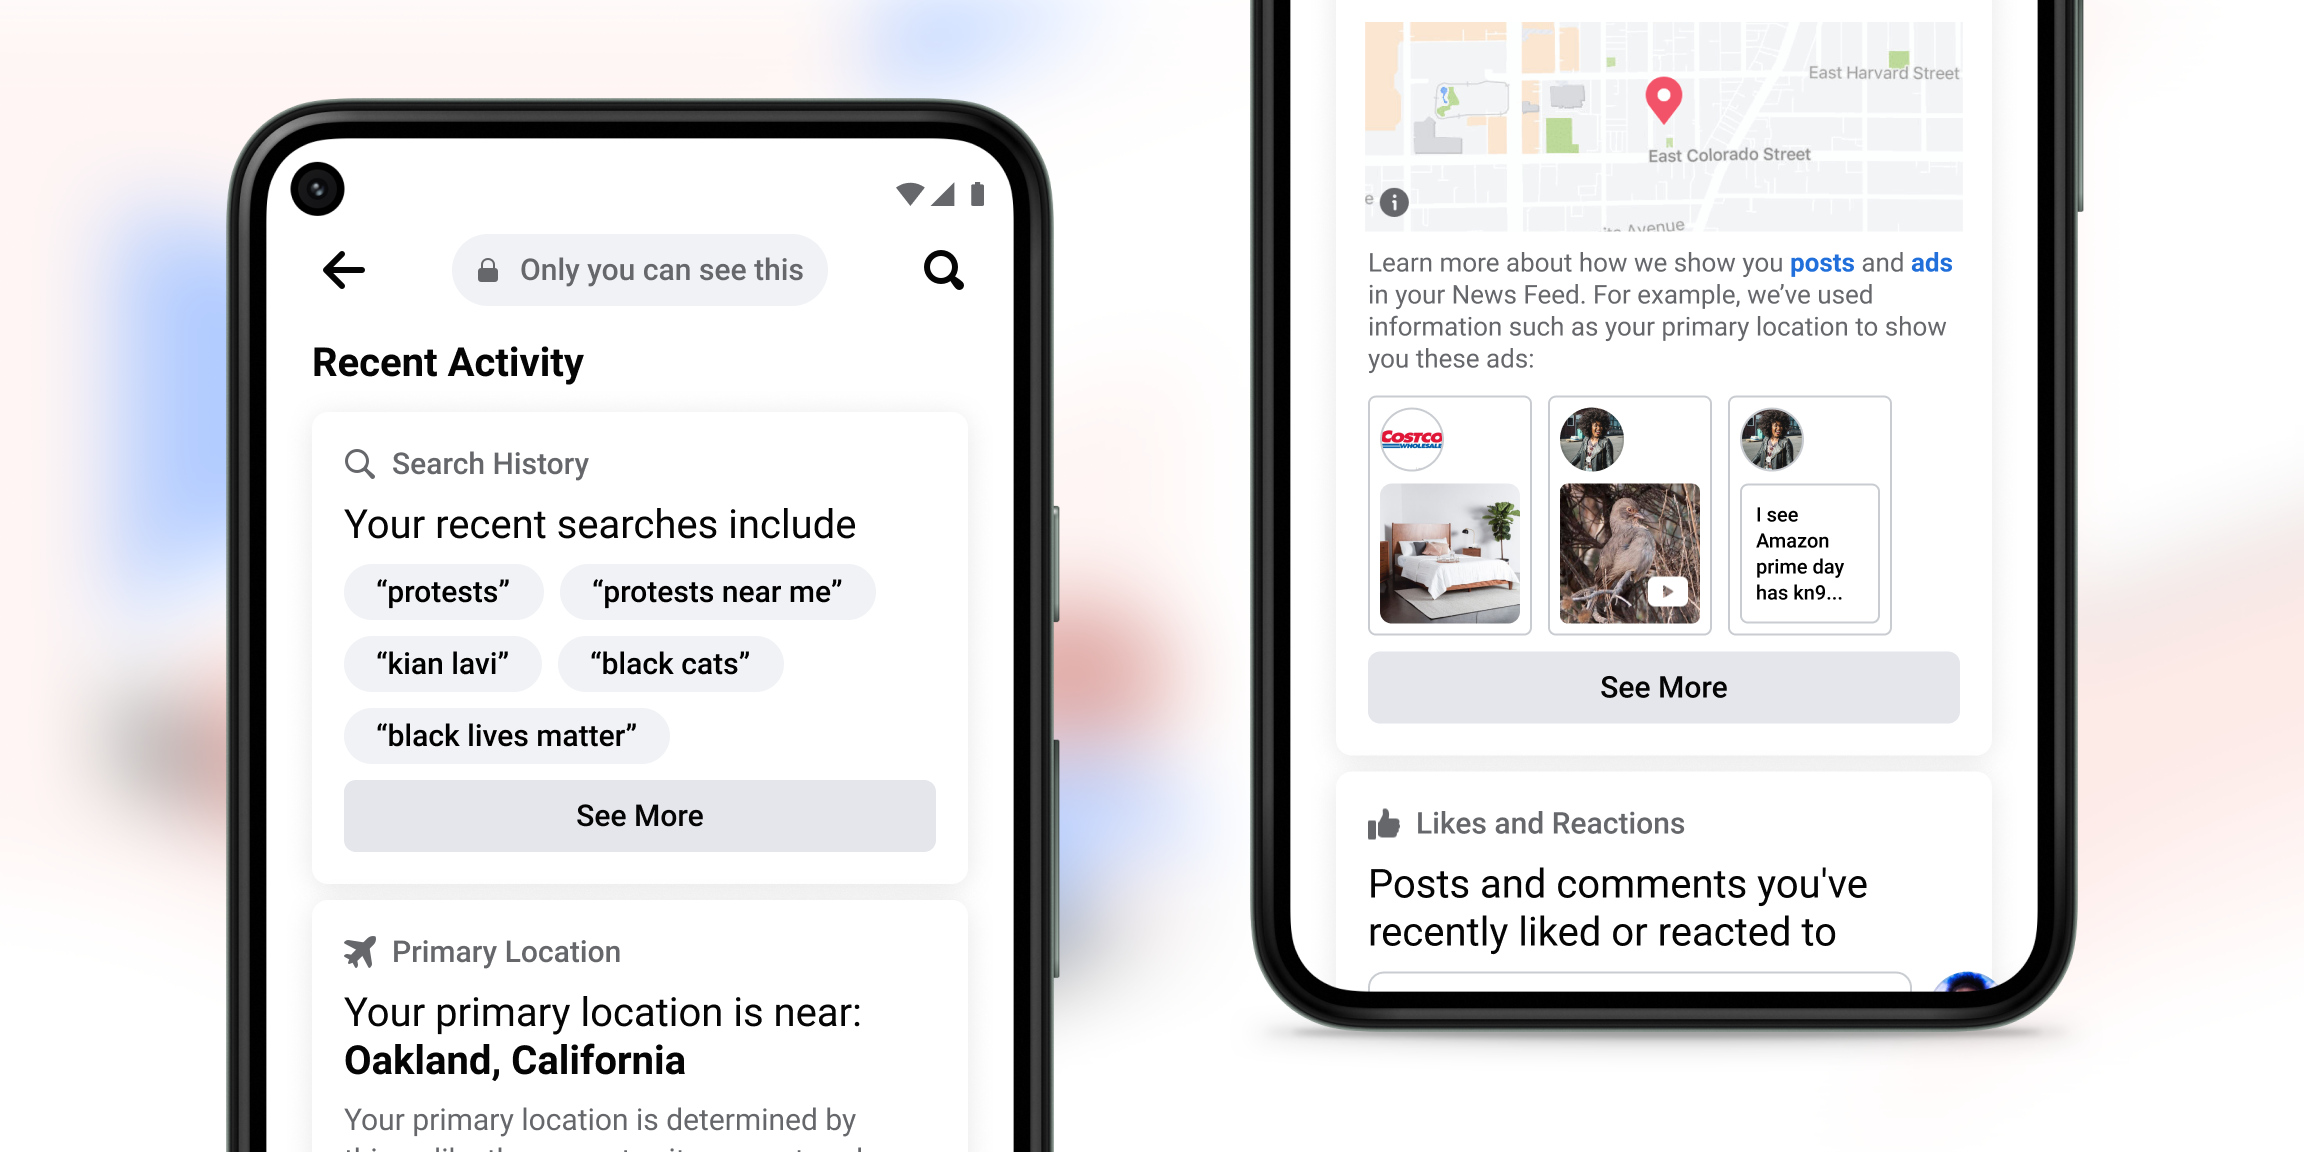 Only you can see this
Recent Activity
Search History
Your recent searches include
“protests”
“protests near me”
“kian lavi”
“black cats”
“black lives matter”
See More
Primary Location
Your primary location is near:
Oakland, California
Your primary location is determined by
East Harvard Street
East Colorado Street
Avenue
Learn more about how we show you posts and ads
in your News Feed. For example, we’ve used
information such as your primary location to show
you these ads:
COSTCO
WHOLESALE
I see
Amazon
prime day
has kn9...
See More
Likes and Reactions
Posts and comments you've
recently liked or reacted to